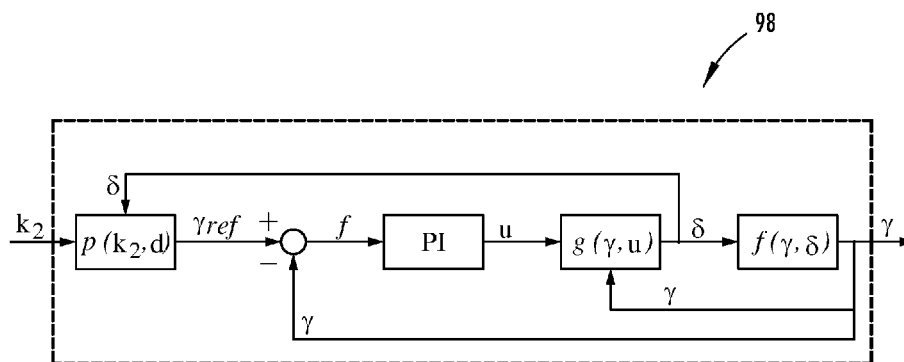 98
δ
k2
p(k2,d)
γref
+
−
f
PI
u
g(γ,u)
δ
f(γ,δ)
γ
γ
γ